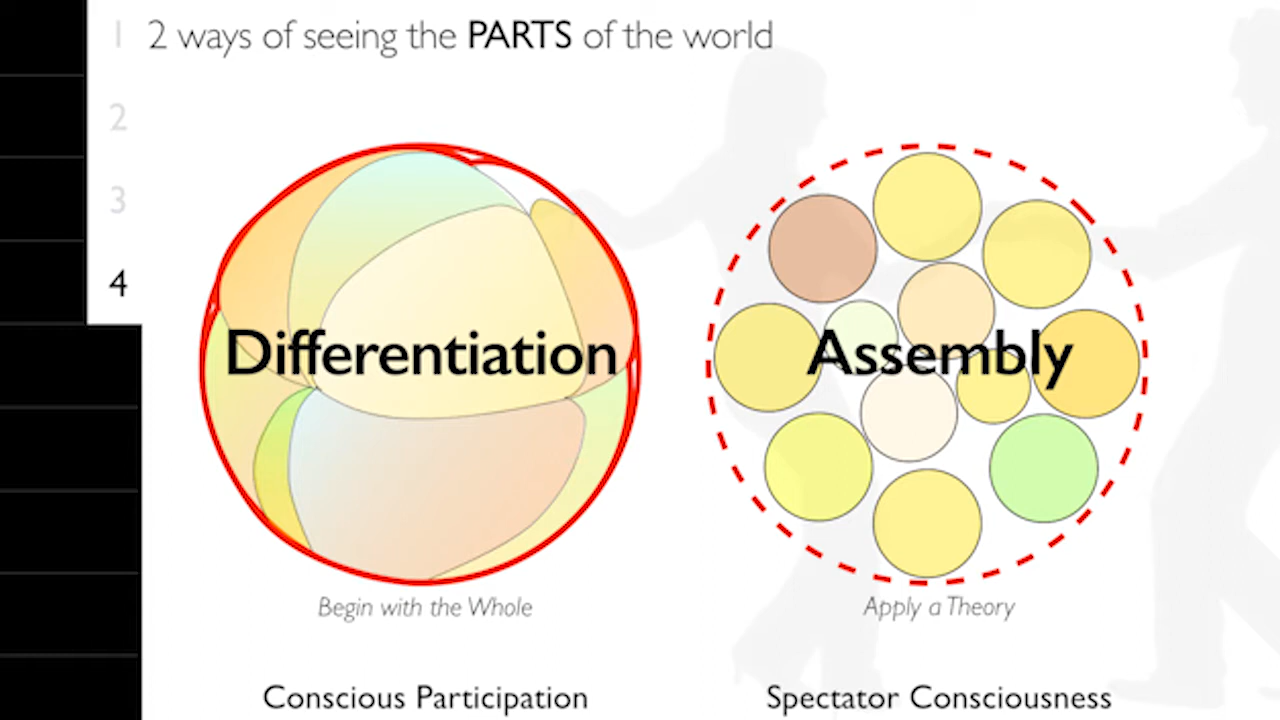 1 2 ways of seeing the PARTS of the world
2
3
4
Differentiation
Assembly
Begin with the Whole
Apply a Theory
Conscious Participation
Spectator Consciousness